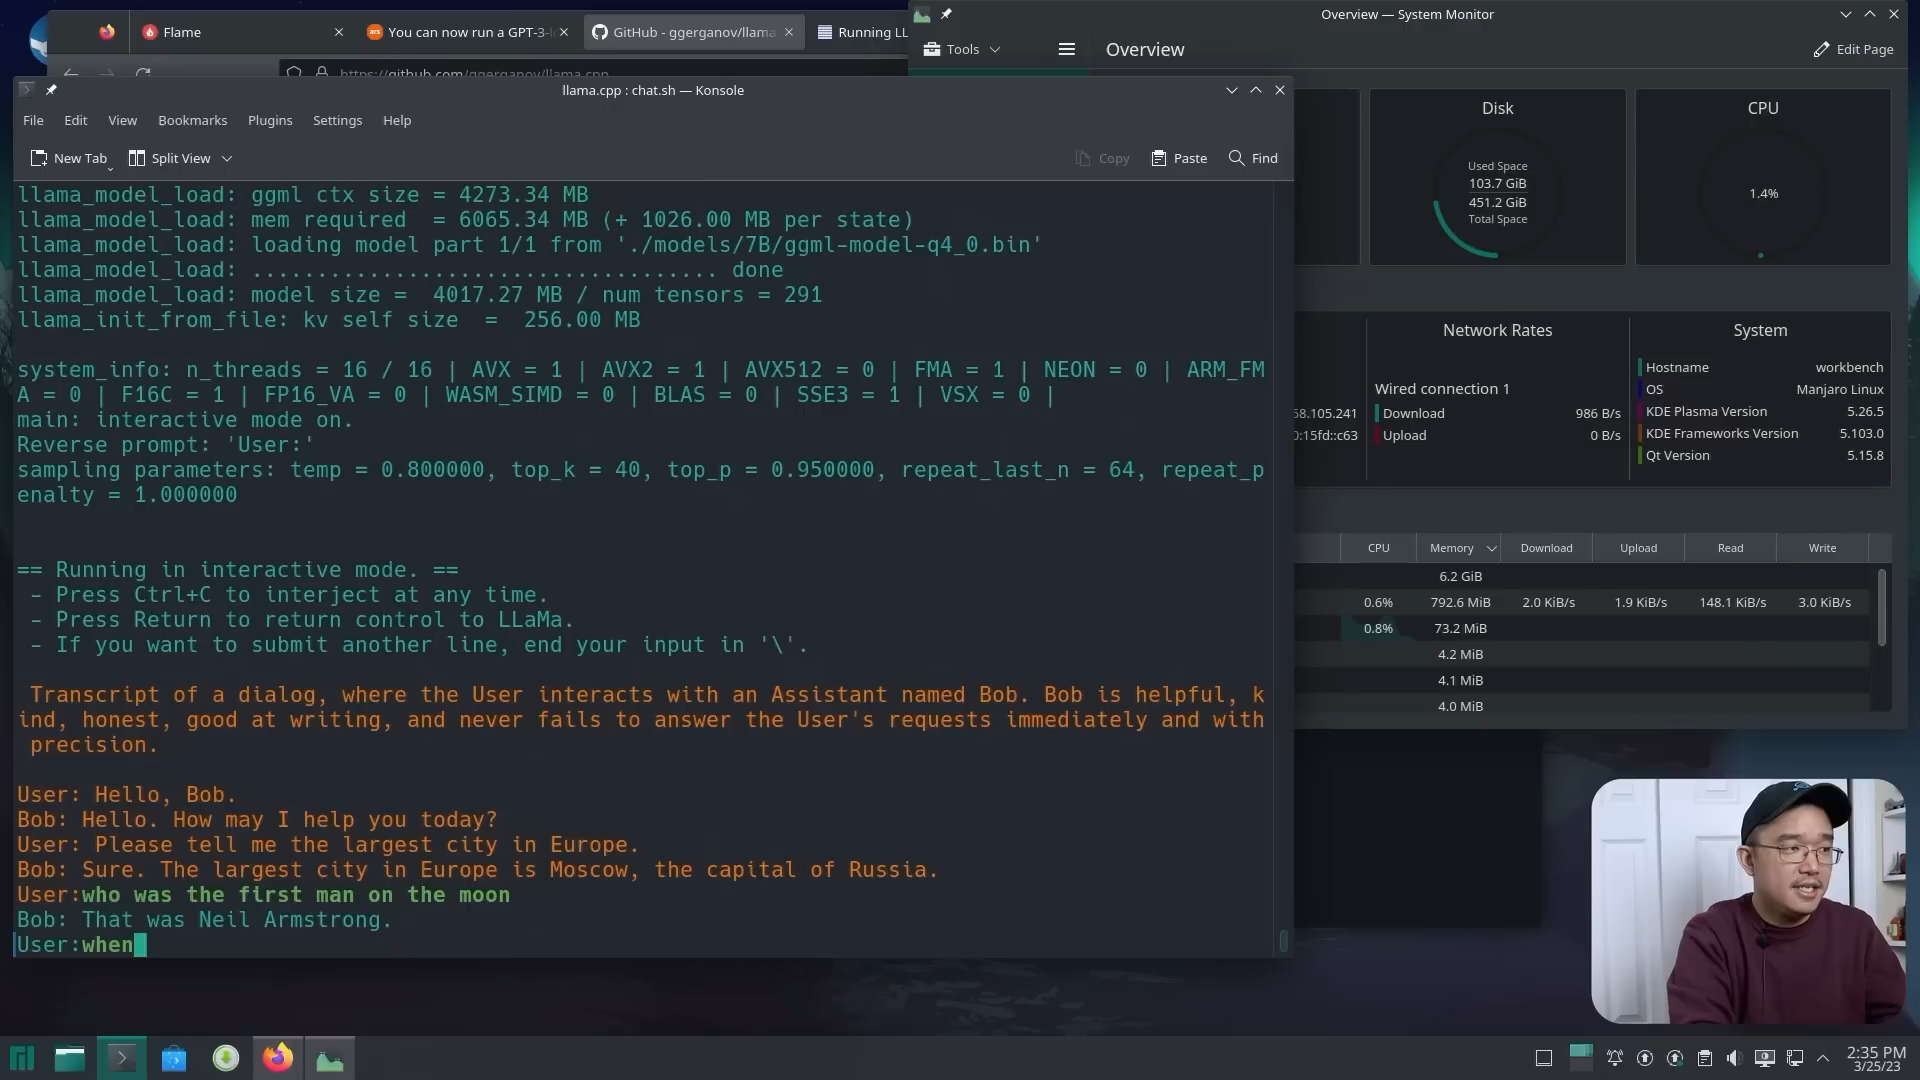 Flame
You can now run a GPT-3-l
GitHub - ggerganov/llama
Running LL
https://github.com/ggerganov/llama.cpp
Overview — System Monitor
Tools
Overview
Edit Page
llama.cpp : chat.sh — Konsole
File Edit View Bookmarks Plugins Settings Help
New Tab Split View Copy Paste Find
llama_model_load: ggml ctx size = 4273.34 MB
llama_model_load: mem required  = 6065.34 MB (+ 1026.00 MB per state)
llama_model_load: loading model part 1/1 from './models/7B/ggml-model-q4_0.bin'
llama_model_load: .................................... done
llama_model_load: model size =  4017.27 MB / num tensors = 291
llama_init_from_file: kv self size  =  256.00 MB
system_info: n_threads = 16 / 16 | AVX = 1 | AVX2 = 1 | AVX512 = 0 | FMA = 1 | NEON = 0 | ARM_FM
A = 0 | F16C = 1 | FP16_VA = 0 | WASM_SIMD = 0 | BLAS = 0 | SSE3 = 1 | VSX = 0 |
main: interactive mode on.
Reverse prompt: 'User:'
sampling parameters: temp = 0.800000, top_k = 40, top_p = 0.950000, repeat_last_n = 64, repeat_p
enalty = 1.000000
== Running in interactive mode. ==
- Press Ctrl+C to interject at any time.
- Press Return to return control to LLaMa.
- If you want to submit another line, end your input in '\'.
Transcript of a dialog, where the User interacts with an Assistant named Bob. Bob is helpful, k
ind, honest, good at writing, and never fails to answer the User's requests immediately and with
precision.
User: Hello, Bob.
Bob: Hello. How may I help you today?
User: Please tell me the largest city in Europe.
Bob: Sure. The largest city in Europe is Moscow, the capital of Russia.
User:who was the first man on the moon
Bob: That was Neil Armstrong.
User:when
Disk
Used Space
103.7 GiB
451.2 GiB
Total Space
CPU
1.4%
58.105.241
0:15fd::c63
Network Rates
Wired connection 1
Download 986 B/s
Upload 0 B/s
System
Hostname workbench
OS Manjaro Linux
KDE Plasma Version 5.26.5
KDE Frameworks Version 5.103.0
Qt Version 5.15.8
CPU Memory Download Upload Read Write
6.2 GiB
0.6% 792.6 MiB 2.0 KiB/s 1.9 KiB/s 148.1 KiB/s 3.0 KiB/s
0.8% 73.2 MiB
4.2 MiB
4.1 MiB
4.0 MiB
2:35 PM
3/25/23